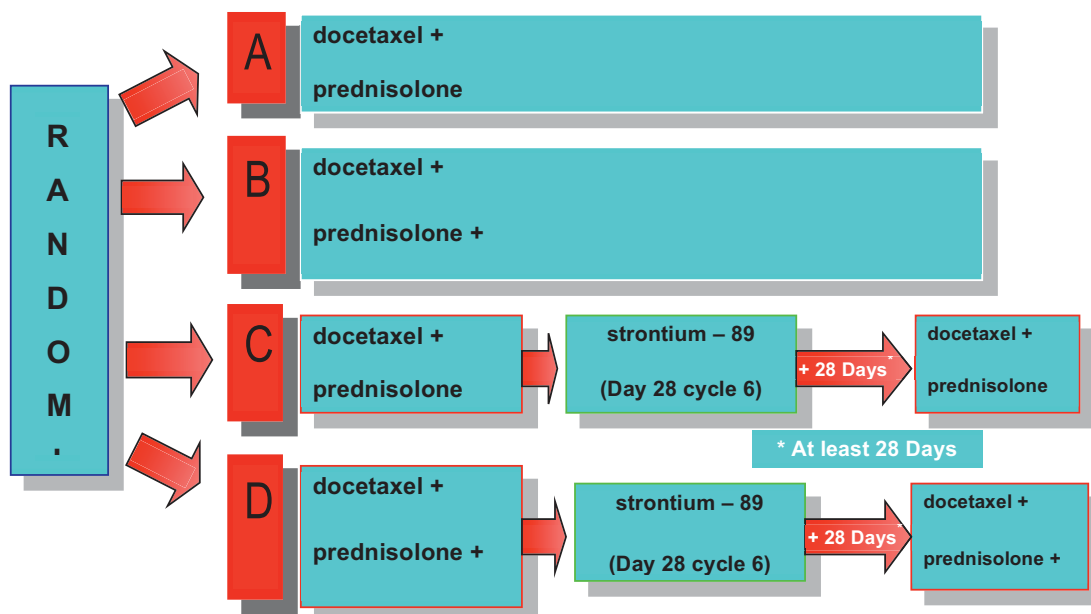 RANDOM.
A
docetaxel +
prednisolone
B
docetaxel +
prednisolone +
C
docetaxel +
prednisolone
strontium – 89
(Day 28 cycle 6)
+ 28 Days*
docetaxel +
prednisolone
* At least 28 Days
D
docetaxel +
prednisolone +
strontium – 89
(Day 28 cycle 6)
+ 28 Days*
docetaxel +
prednisolone +